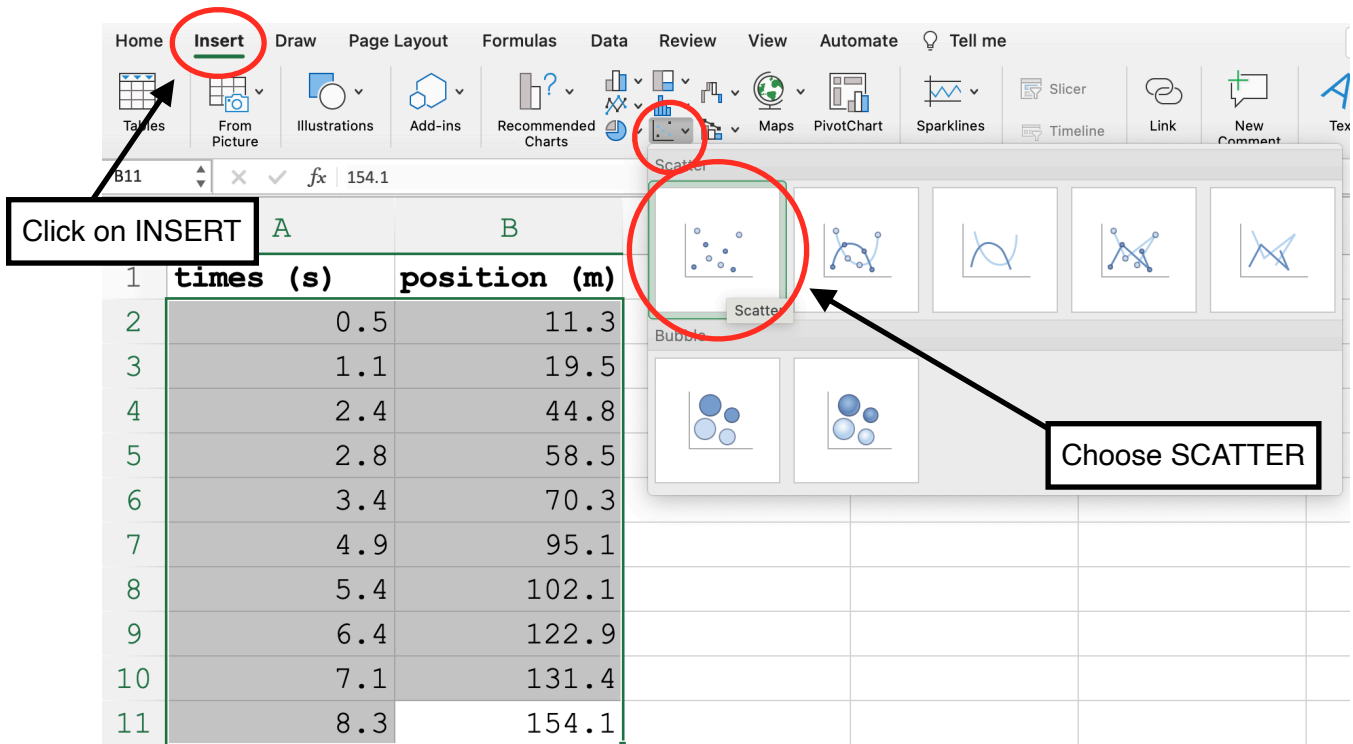 Home Insert Draw Page Layout Formulas Data Review View Automate Tell me
Tables
From
Picture
Illustrations
Add-ins
Recommended
Charts
Maps
PivotChart
Sparklines
Slicer
Timeline
Link
New
Comment
Tex
B11 fx 154.1
Click on INSERT
Scatter
Scatter
Bubble
Choose SCATTER
A B
1 times (s) position (m)
2 0.5 11.3
3 1.1 19.5
4 2.4 44.8
5 2.8 58.5
6 3.4 70.3
7 4.9 95.1
8 5.4 102.1
9 6.4 122.9
10 7.1 131.4
11 8.3 154.1